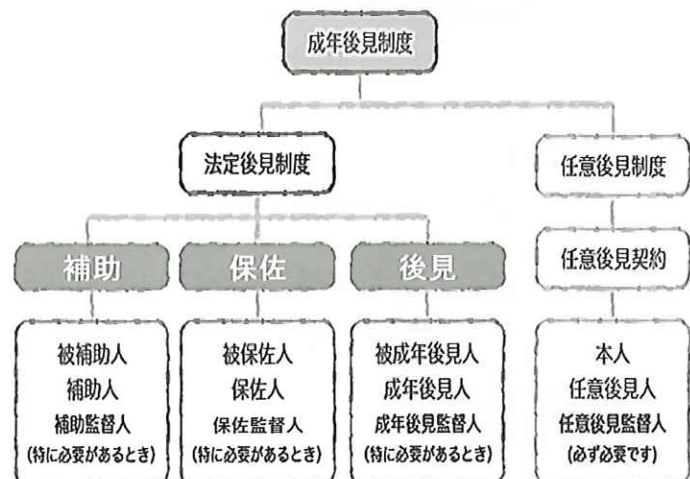 成年後見制度
法定後見制度
任意後見制度
補助
保佐
後見
任意後見契約
被補助人
補助人
補助監督人
(特に必要があるとき)
被保佐人
保佐人
保佐監督人
(特に必要があるとき)
被成年後見人
成年後見人
成年後見監督人
(特に必要があるとき)
本人
任意後見人
任意後見監督人
(必ず必要です)